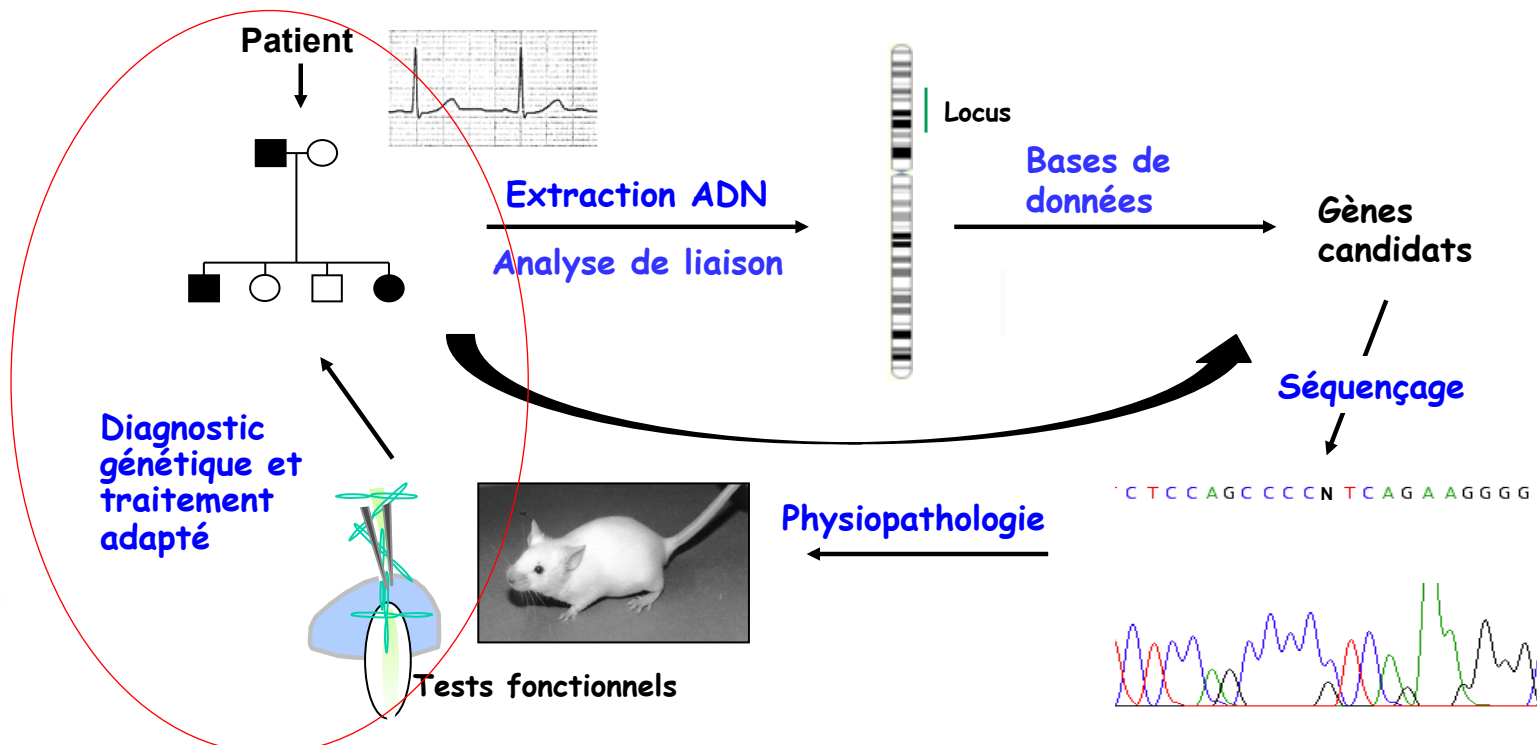 Patient
Locus
Extraction ADN
Analyse de liaison
Bases de
données
Gènes
candidats
Séquençage
C T C C A G C C C C N T C A G A A G G G G
Physiopathologie
Diagnostic
génétique et
traitement
adapté
Tests fonctionnels